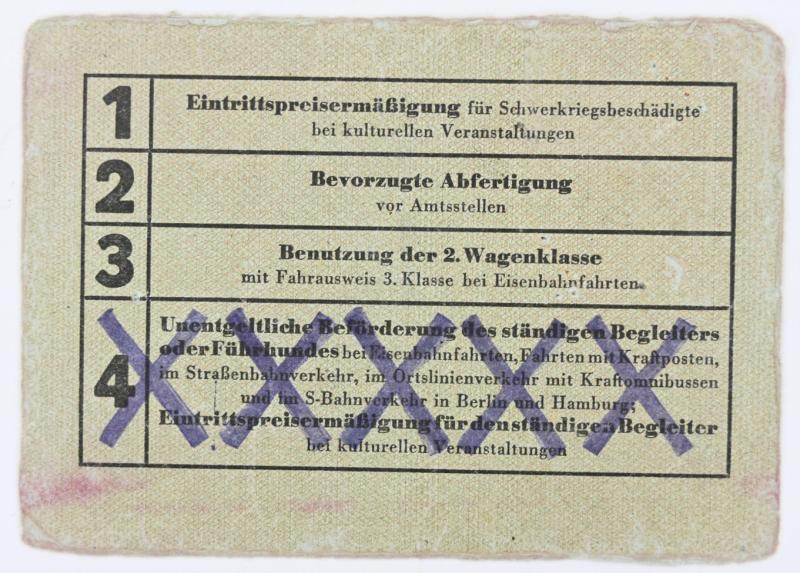 1
Eintrittspreisermäßigung für Schwerkriegsbeschädigte
bei kulturellen Veranstaltungen
2
Bevorzugte Abfertigung
vor Amtsstellen
3
Benutzung der 2. Wagenklasse
mit Fahrausweis 3. Klasse bei Eisenbahnfahrten.
4
Unentgeltliche Beförderung des ständigen Begleiters
oder Führhundes bei Eisenbahnfahrten, Fahrten mit Kraftposten,
im Straßenbahnverkehr, im Ortslinienverkehr mit Kraftomnibussen
und im S-Bahnverkehr in Berlin und Hamburg;
Eintrittspreisermäßigung für den ständigen Begleiter
bei kulturellen Veranstaltungen